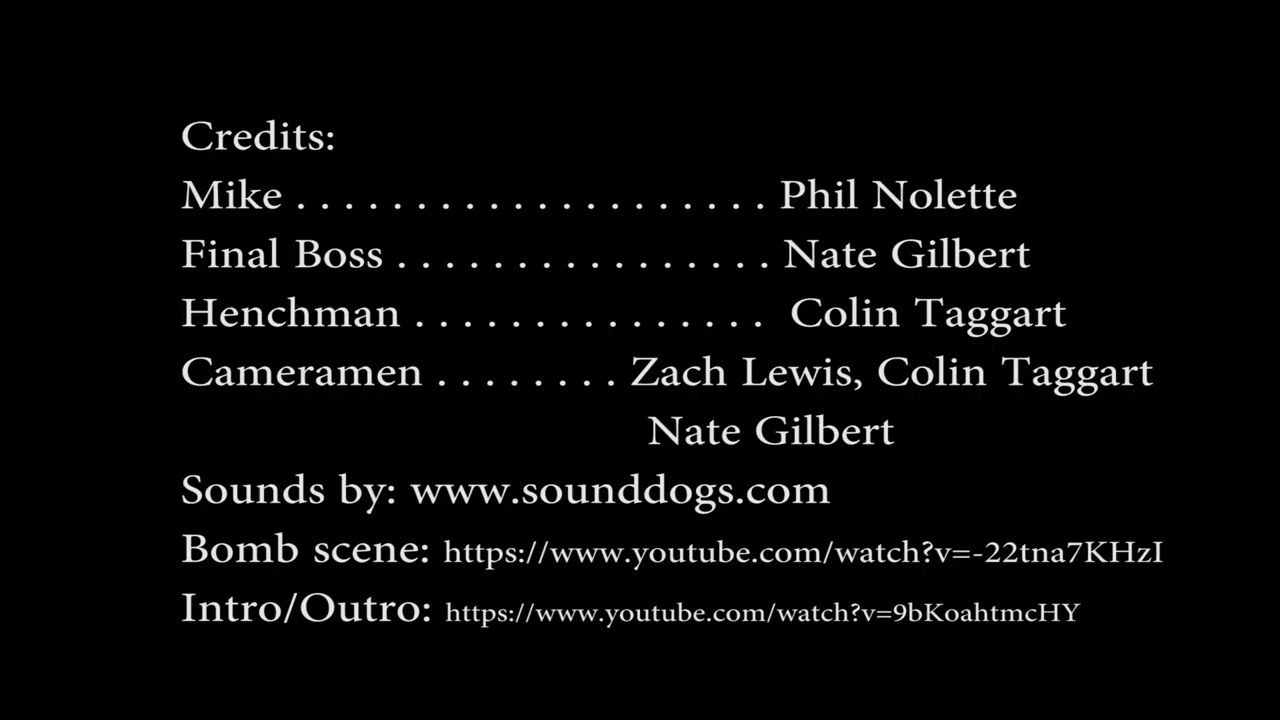 Credits:
Mike . . . . . . . . . . . . . . . . . . . . Phil Nolette
Final Boss . . . . . . . . . . . . . . . . Nate Gilbert
Henchman . . . . . . . . . . . . . . . Colin Taggart
Cameramen . . . . . . . . Zach Lewis, Colin Taggart
Nate Gilbert
Sounds by: www.sounddogs.com
Bomb scene: https://www.youtube.com/watch?v=-22tna7KHzI
Intro/Outro: https://www.youtube.com/watch?v=9bKoahtmcHY